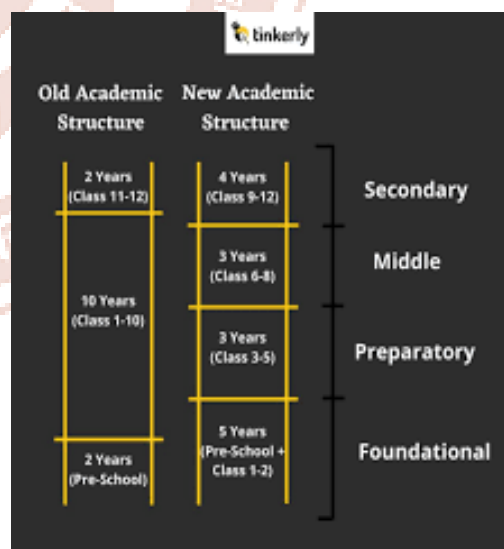 tinkerly
Old Academic
Structure
New Academic
Structure
2 Years
(Class 11-12)
10 Years
(Class 1-10)
2 Years
(Pre-School)
4 Years
(Class 9-12)
3 Years
(Class 6-8)
3 Years
(Class 3-5)
5 Years
(Pre-School +
Class 1-2)
Secondary
Middle
Preparatory
Foundational